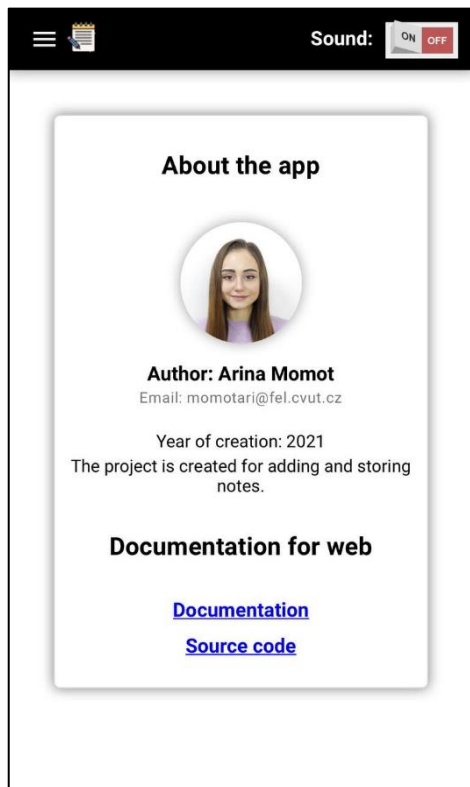 Sound: ON OFF
About the app
Author: Arina Momot
Email: momotari@fel.cvut.cz
Year of creation: 2021
The project is created for adding and storing
notes.
Documentation for web
Documentation
Source code